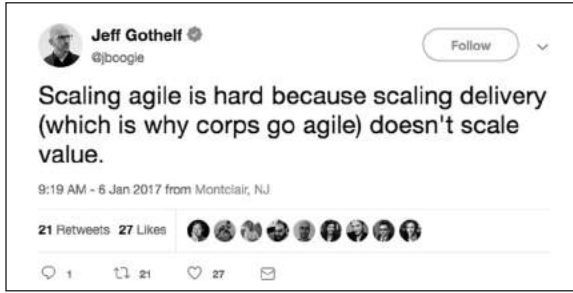 Jeff Gothelf
@jboogie
Follow
Scaling agile is hard because scaling delivery
(which is why corps go agile) doesn't scale
value.
9:19 AM - 6 Jan 2017 from Montclair, NJ
21 Retweets 27 Likes
1 21 27